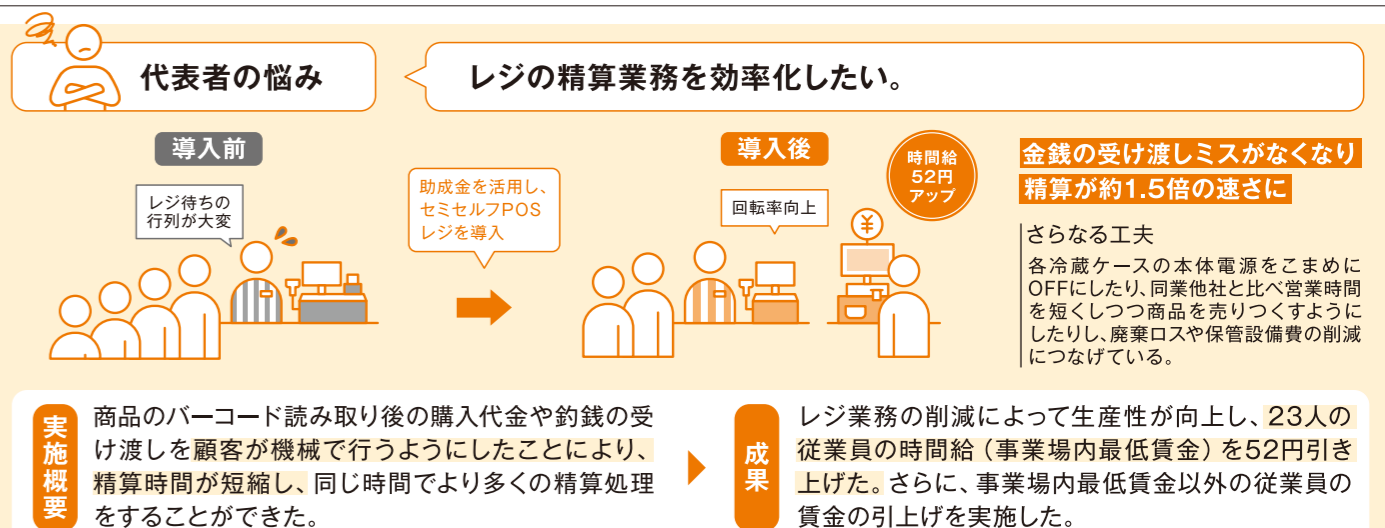 代表者の悩み
レジの精算業務を効率化したい。
導入前
レジ待ちの
行列が大変
助成金を活用し、
セミセルフPOS
レジを導入
導入後
回転率向上
時間給
52円
アップ
¥
金銭の受け渡しミスがなくなり
精算が約1.5倍の速さに
さらなる工夫
各冷蔵ケースの本体電源をこまめに
OFFにしたり、同業他社と比べ営業時間
を短くしつつ商品を売りつくすように
したりし、廃棄ロスや保管設備費の削減
につなげている。
実施概要
商品のバーコード読み取り後の購入代金や釣銭の受
け渡しを顧客が機械で行うようにしたことにより、
精算時間が短縮し、同じ時間でより多くの精算処理
をすることができた。
成果
レジ業務の削減によって生産性が向上し、23人の
従業員の時間給（事業場内最低賃金）を52円引き
上げた。さらに、事業場内最低賃金以外の従業員の
賃金の引上げを実施した。